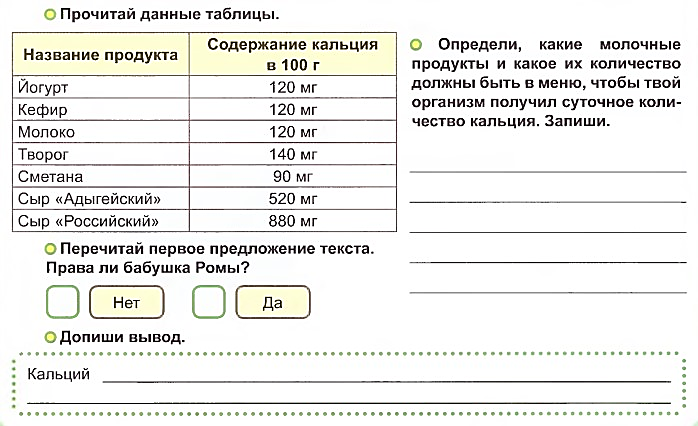 Прочитай данные таблицы.
Название продукта
Содержание кальция
в 100 г
Йогурт 120 мг
Кефир 120 мг
Молоко 120 мг
Творог 140 мг
Сметана 90 мг
Сыр «Адыгейский» 520 мг
Сыр «Российский» 880 мг
Определи, какие молочные
продукты и какое их количество
должны быть в меню, чтобы твой
организм получил суточное коли-
чество кальция. Запиши.
Перечитай первое предложение текста.
Права ли бабушка Ромы?
Нет Да
Допиши вывод.
Кальций